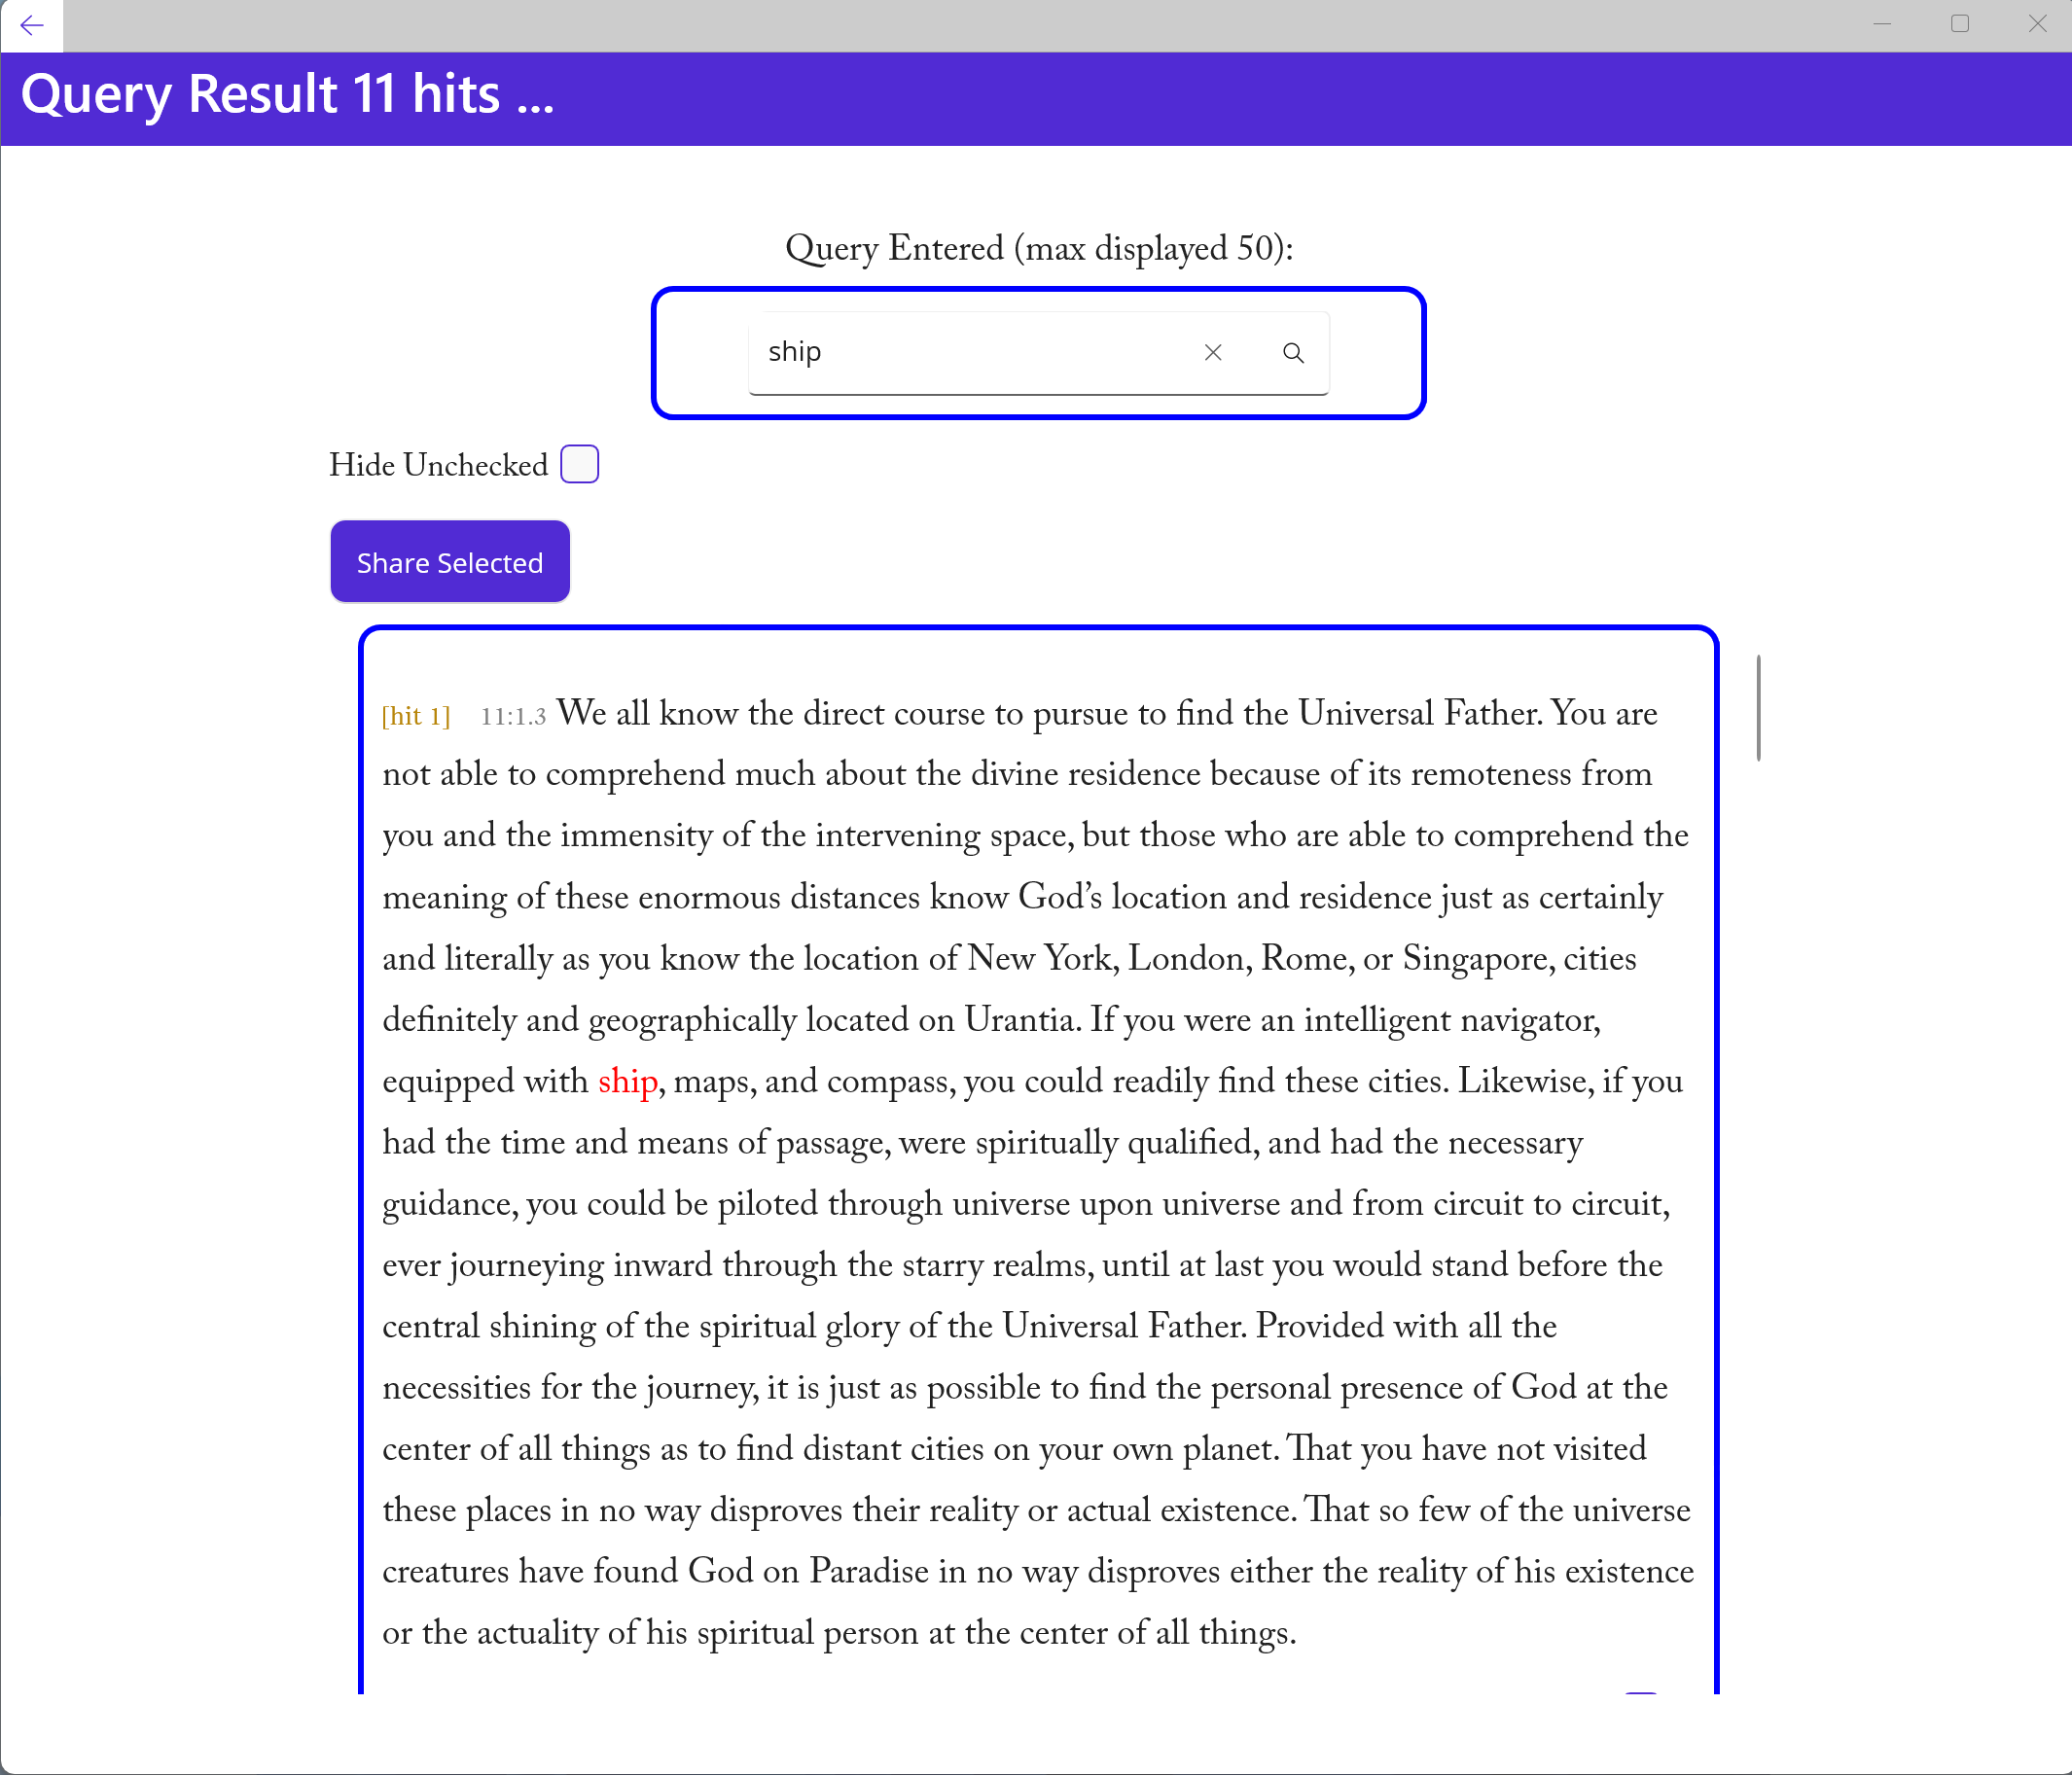 Query Result 11 hits ...
Query Entered (max displayed 50):
ship
Hide Unchecked
Share Selected
[hit 1] 11:1.3 We all know the direct course to pursue to find the Universal Father. You are
not able to comprehend much about the divine residence because of its remoteness from
you and the immensity of the intervening space, but those who are able to comprehend the
meaning of these enormous distances know God’s location and residence just as certainly
and literally as you know the location of New York, London, Rome, or Singapore, cities
definitely and geographically located on Urantia. If you were an intelligent navigator,
equipped with ship, maps, and compass, you could readily find these cities. Likewise, if you
had the time and means of passage, were spiritually qualified, and had the necessary
guidance, you could be piloted through universe upon universe and from circuit to circuit,
ever journeying inward through the starry realms, until at last you would stand before the
central shining of the spiritual glory of the Universal Father. Provided with all the
necessities for the journey, it is just as possible to find the personal presence of God at the
center of all things as to find distant cities on your own planet. That you have not visited
these places in no way disproves their reality or actual existence. That so few of the universe
creatures have found God on Paradise in no way disproves either the reality of his existence
or the actuality of his spiritual person at the center of all things.